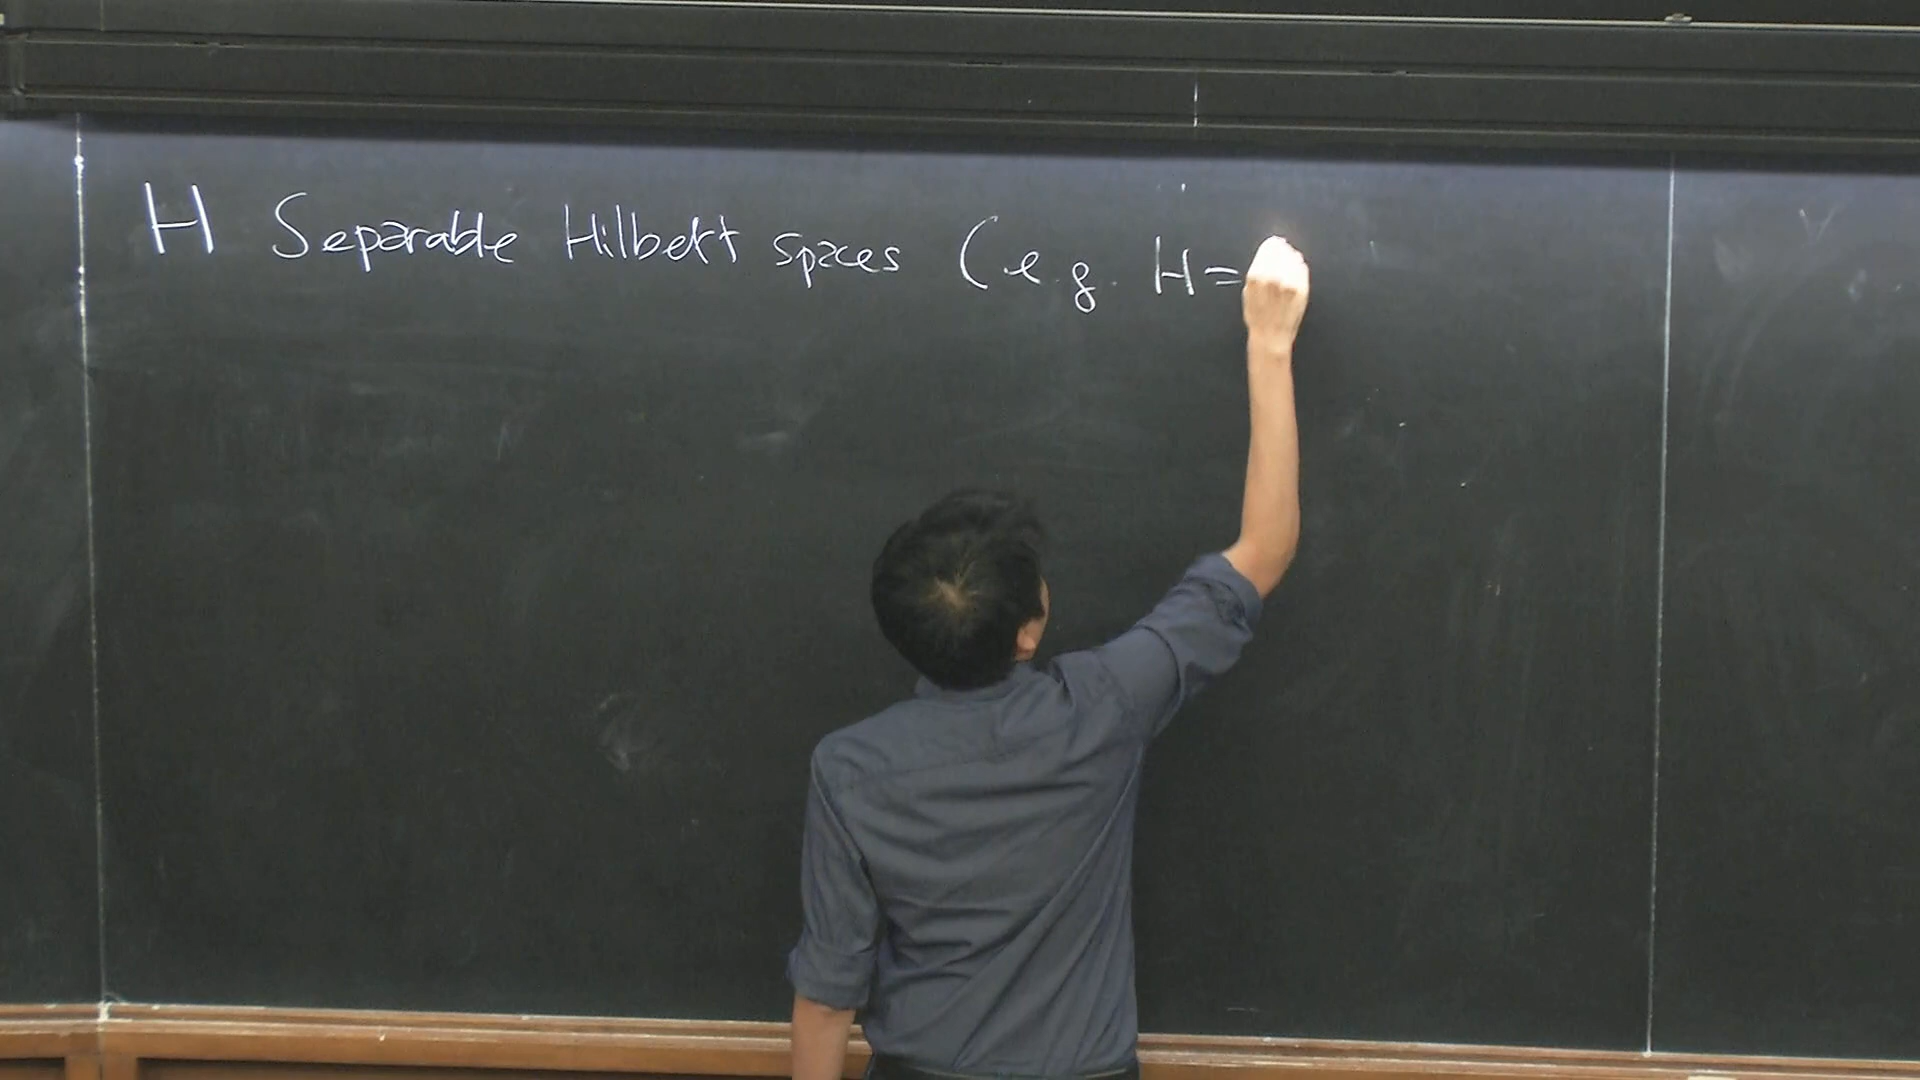 H Separable Hilbert spaces (e.g. H =